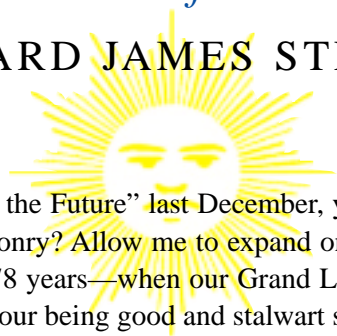 f
ARD JAMES ST
the Future” last December,
onry? Allow me to expand
78 years—when our Grand L
our being good and stalwart s